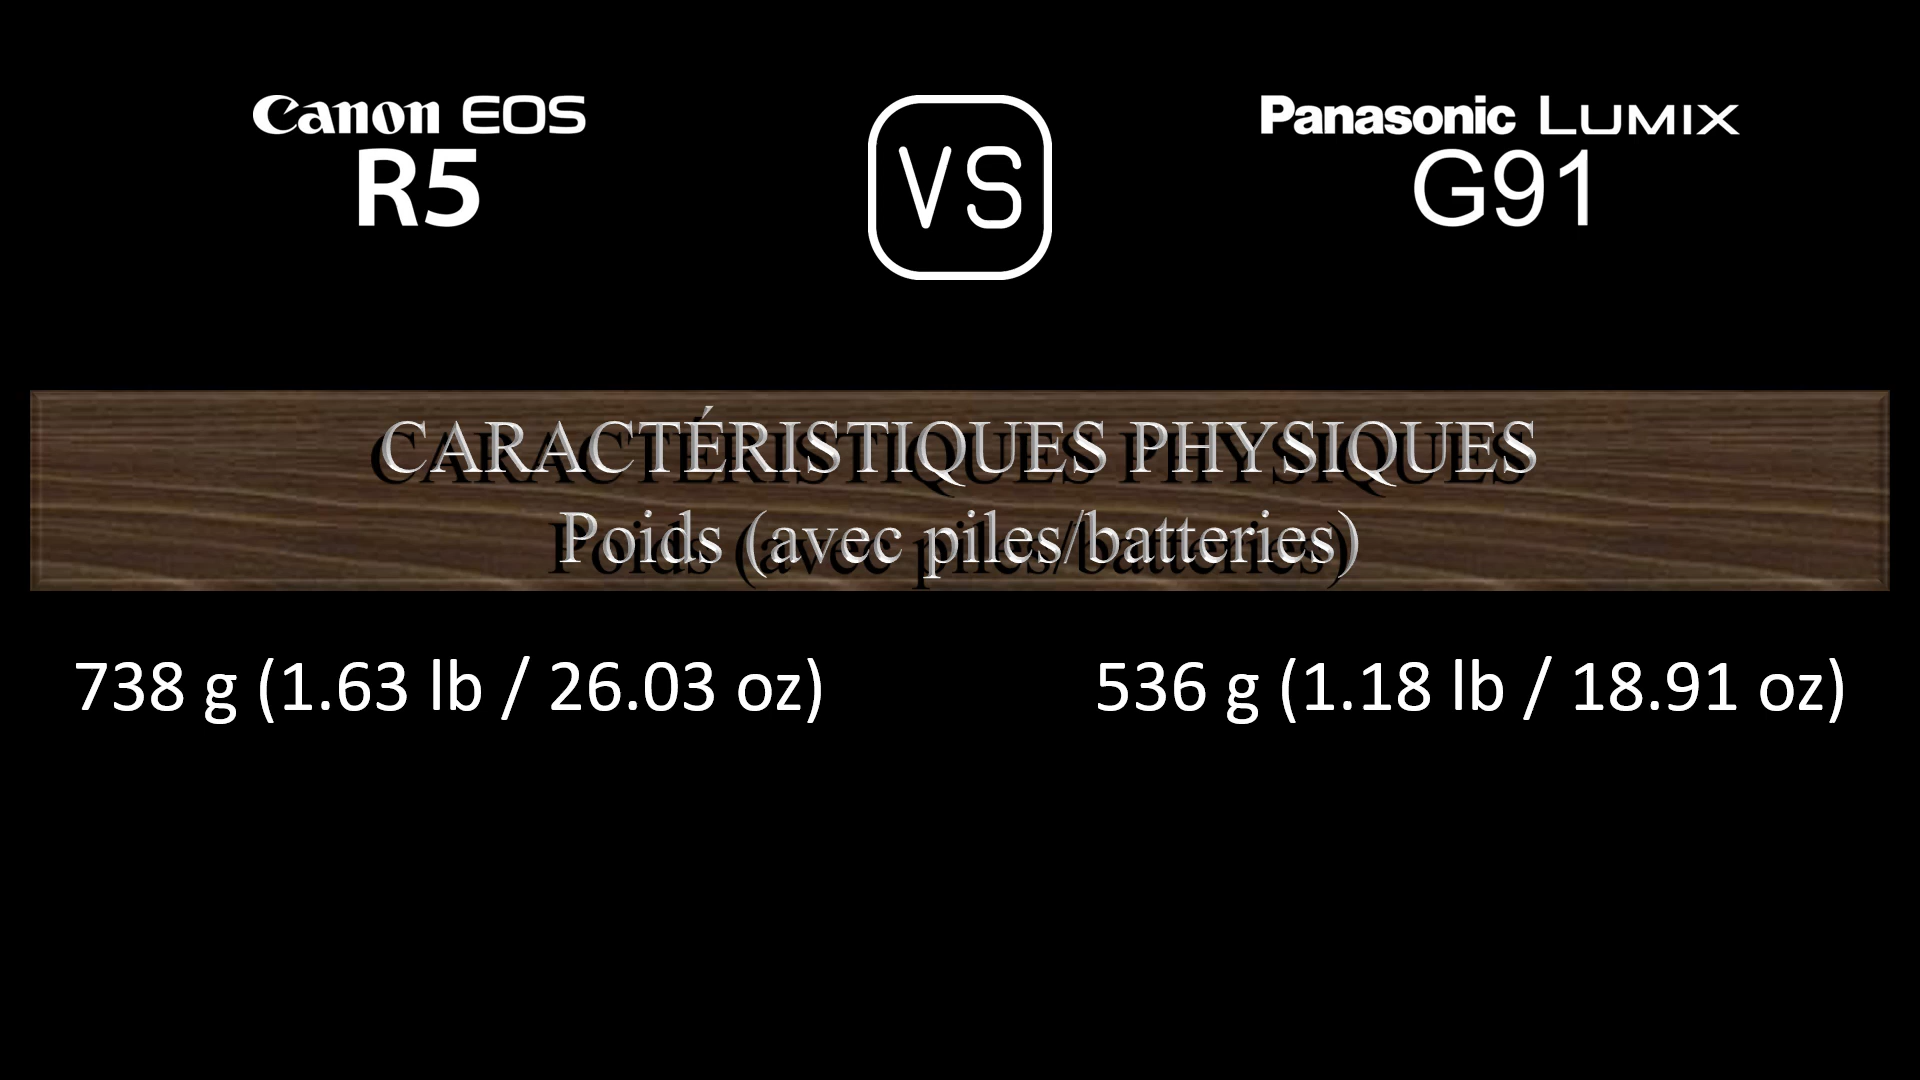 Canon EOS
R5
VS
Panasonic LUMIX
G91
CARACTÉRISTIQUES PHYSIQUES
Poids (avec piles/batteries)
738 g (1.63 lb / 26.03 oz)
536 g (1.18 lb / 18.91 oz)